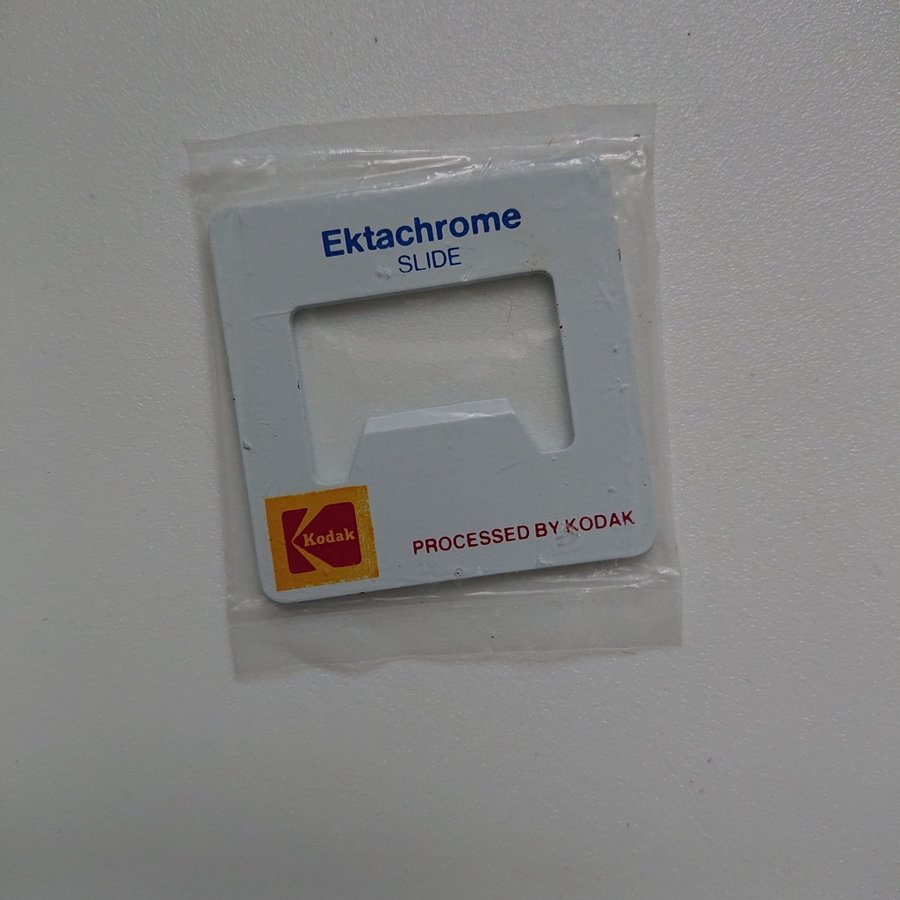 Ektachrome
SLIDE
Kodak
PROCESSED BY KODAK